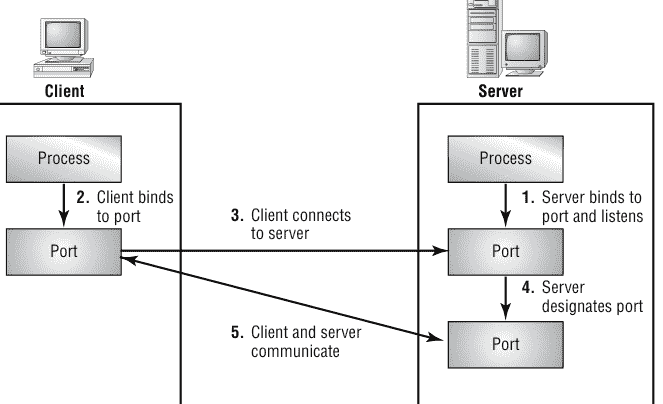 Client
Server
Process
Process
2. Client binds
to port
1. Server binds to
port and listens
3. Client connects
to server
Port
Port
4. Server
designates port
5. Client and server
communicate
Port